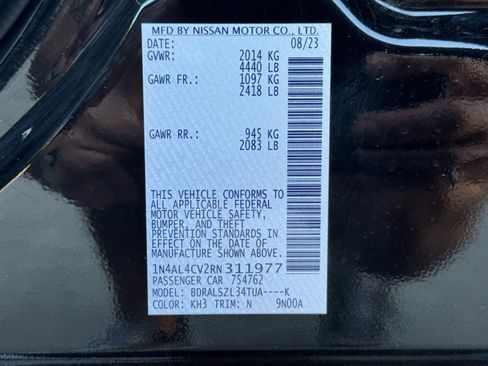 MFD BY NISSAN MOTOR CO., LTD.
DATE: 08/23
GVWR: 2014 KG
4440 LB
GAWR FR.: 1097 KG
2418 LB
GAWR RR.: 945 KG
2083 LB
THIS VEHICLE CONFORMS TO
ALL APPLICABLE FEDERAL
MOTOR VEHICLE SAFETY,
BUMPER, AND THEFT
PREVENTION STANDARDS IN
EFFECT ON THE DATE OF
MANUFACTURE SHOWN ABOVE.
1N4AL4CV2RN311977
PASSENGER CAR 754762
MODEL: BDRALSZL34TUA----K
COLOR: KH3 TRIM: N 9N00A